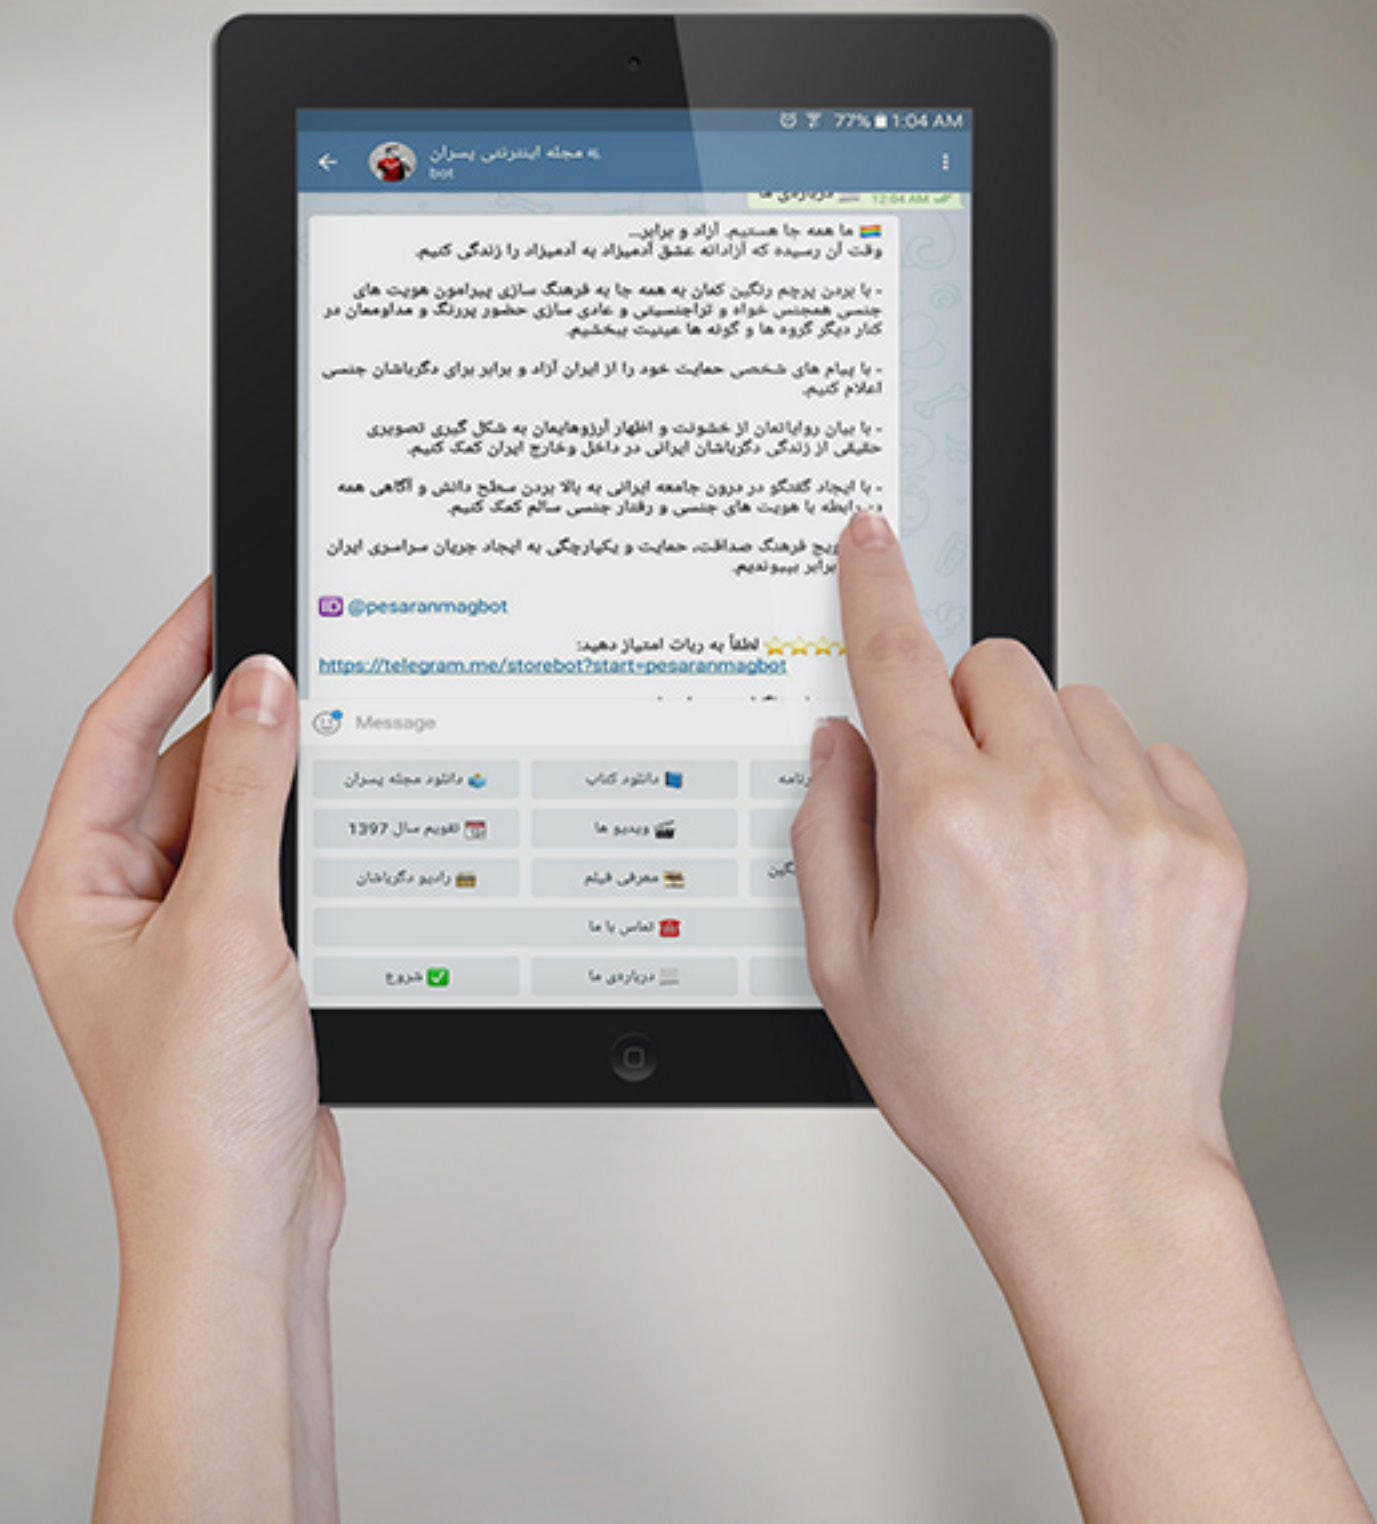 77% 1:04 AM
مجله اینترنتی پسران
bot
درباره‌ی ما 12:04 AM
ما همه جا هستیم. آزاد و برابر...
وقت آن رسیده که آزادانه عشق آدمیزاد به آدمیزاد را زندگی کنیم.
- با بردن پرچم رنگین کمان به همه جا به فرهنگ سازی پیرامون هویت های
جنسی همجنس خواه و تراجنسیتی و عادی سازی حضور پررنگ و مداوممان در
کنار دیگر گروه ها و گونه ها عینیت ببخشیم.
- با پیام های شخصی حمایت خود را از ایران آزاد و برابر برای دگرباشان جنسی
اعلام کنیم.
- با بیان روایاتمان از خشونت و اظهار آرزوهایمان به شکل گیری تصویری
حقیقی از زندگی دگرباشان ایرانی در داخل وخارج ایران کمک کنیم.
- با ایجاد گفتگو در درون جامعه ایرانی به بالا بردن سطح دانش و آگاهی همه
رابطه با هویت های جنسی و رفتار جنسی سالم کمک کنیم.
فرهنگ صداقت، حمایت و یکپارچگی به ایجاد جریان سراسری ایران
برابر بپیوندیم.
ID @pesaranmagbot
لطفاً به ربات امتیاز دهید:
https://telegram.me/storebot?start=pesaranmagbot
Message
دانلود کتاب
دانلود مجله پسران
ویدیو ها
تقویم سال 1397
معرفی فیلم
رادیو دگرباشان
تماس با ما
درباره‌ی ما
شروع